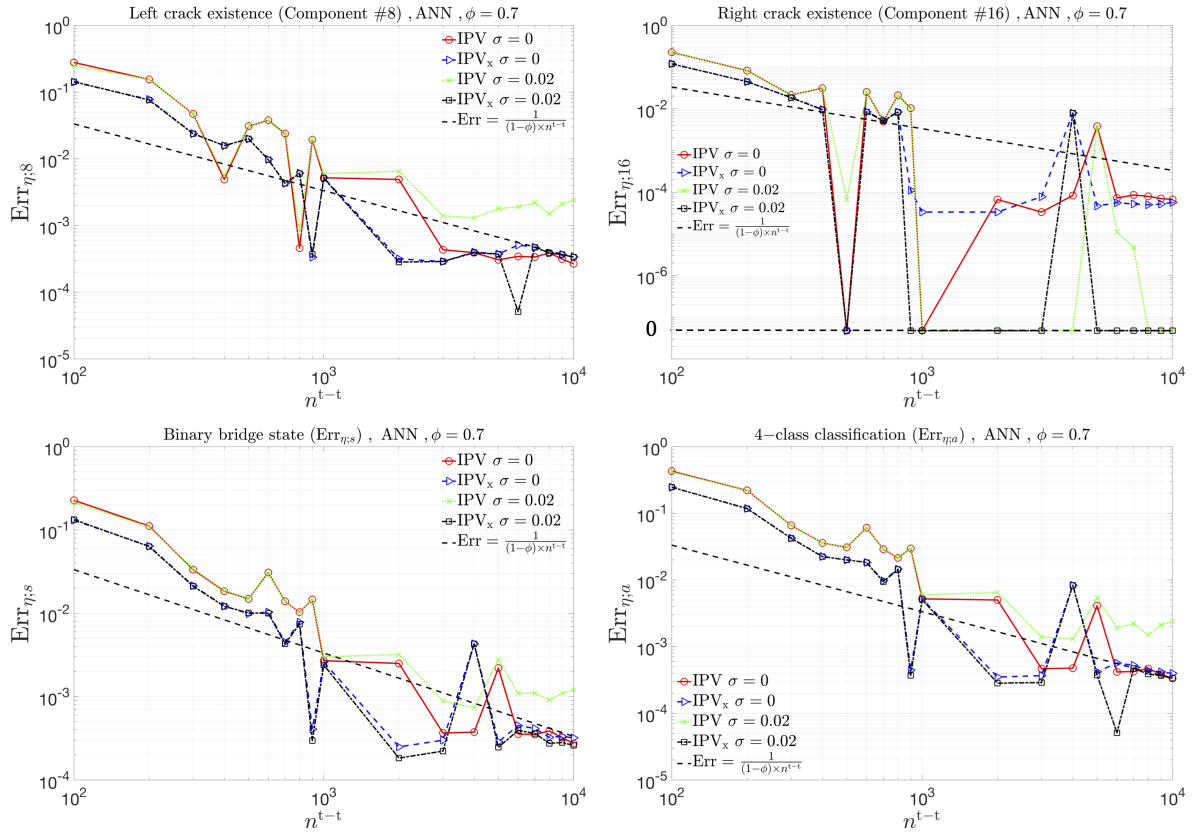 Left crack existence (Component #8) , ANN , ϕ = 0.7
10^0
10^-1
10^-2
10^-3
10^-4
10^-5
Err_η;8
IPV σ = 0
IPV_x σ = 0
IPV σ = 0.02
IPV_x σ = 0.02
Err = 1/((1−ϕ)×n^t−t)
10^2
10^3
10^4
n^t−t
Right crack existence (Component #16) , ANN , ϕ = 0.7
10^0
10^-2
10^-4
10^-6
0
Err_η;16
IPV σ = 0
IPV_x σ = 0
IPV σ = 0.02
IPV_x σ = 0.02
Err = 1/((1−ϕ)×n^t−t)
10^2
10^3
10^4
n^t−t
Binary bridge state (Err_η;s) , ANN , ϕ = 0.7
10^0
10^-1
10^-2
10^-3
10^-4
Err_η;s
IPV σ = 0
IPV_x σ = 0
IPV σ = 0.02
IPV_x σ = 0.02
Err = 1/((1−ϕ)×n^t−t)
10^2
10^3
10^4
n^t−t
4−class classification (Err_η;a) , ANN , ϕ = 0.7
10^0
10^-1
10^-2
10^-3
10^-4
10^-5
Err_η;a
IPV σ = 0
IPV_x σ = 0
IPV σ = 0.02
IPV_x σ = 0.02
Err = 1/((1−ϕ)×n^t−t)
10^2
10^3
10^4
n^t−t